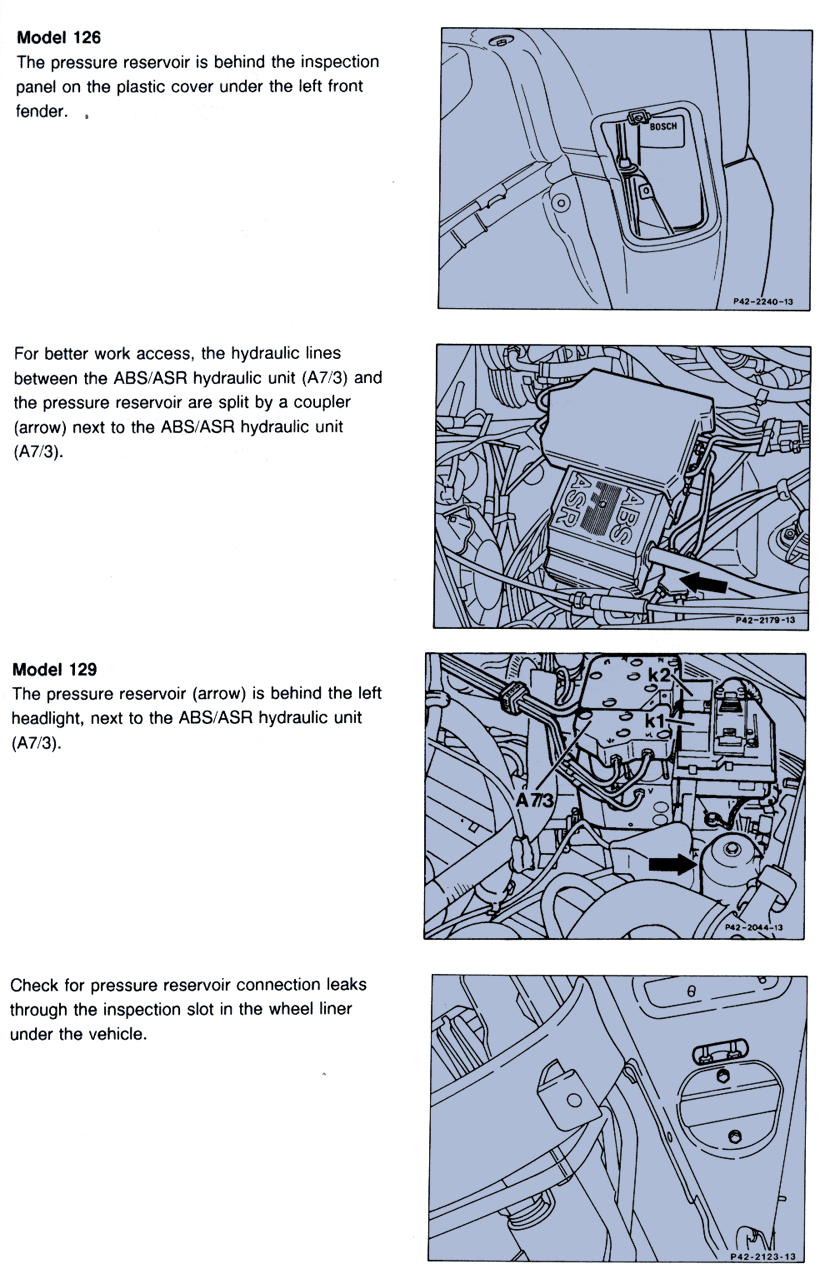 Model 126
The pressure reservoir is behind the inspection
panel on the plastic cover under the left front
fender.
BOSCH
P42-2240-13
For better work access, the hydraulic lines
between the ABS/ASR hydraulic unit (A7/3) and
the pressure reservoir are split by a coupler
(arrow) next to the ABS/ASR hydraulic unit
(A7/3).
ABS
ASR
P42-2179-13
Model 129
The pressure reservoir (arrow) is behind the left
headlight, next to the ABS/ASR hydraulic unit
(A7/3).
k2
k1
A7/3
P42-2044-13
Check for pressure reservoir connection leaks
through the inspection slot in the wheel liner
under the vehicle.
P42-2123-13